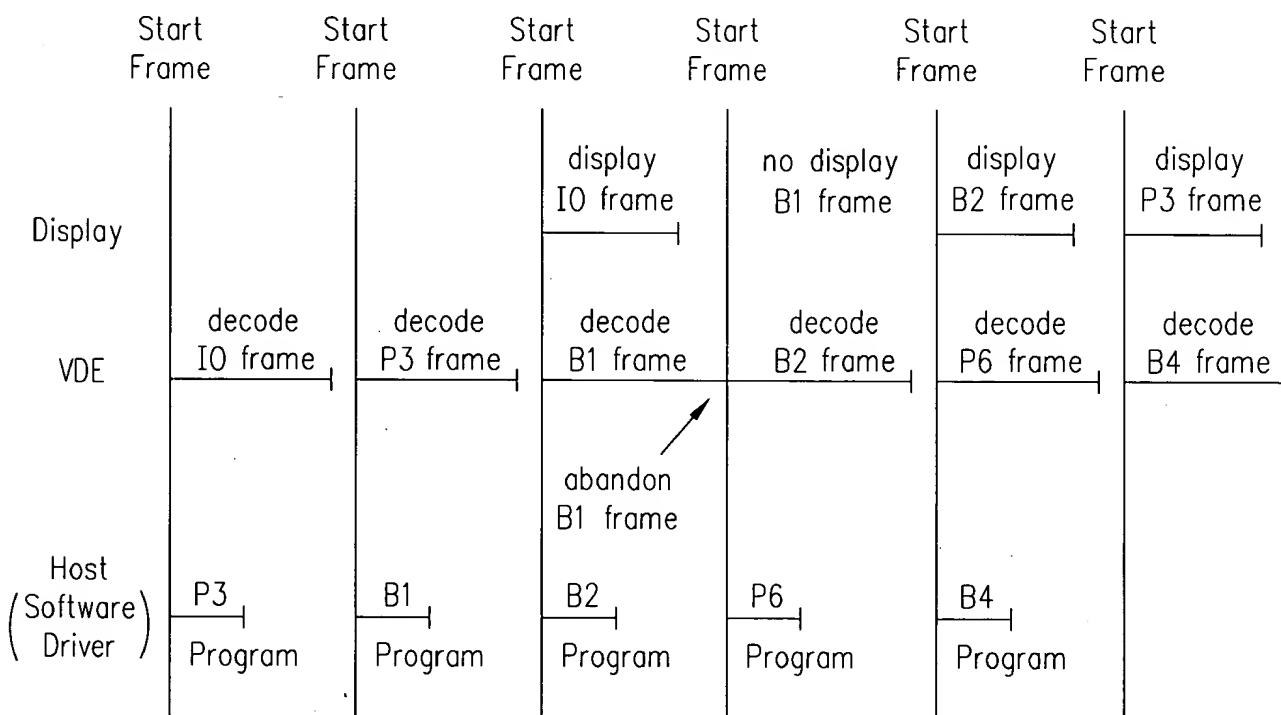 Start Start Start Start Start Start
Frame Frame Frame Frame Frame Frame
display no display display display
IO frame B1 frame B2 frame P3 frame
Display
decode decode decode decode decode decode
IO frame P3 frame B1 frame B2 frame P6 frame B4 frame
VDE
abandon
B1 frame
Host
(Software
Driver)
P3 B1 B2 P6 B4
Program Program Program Program Program